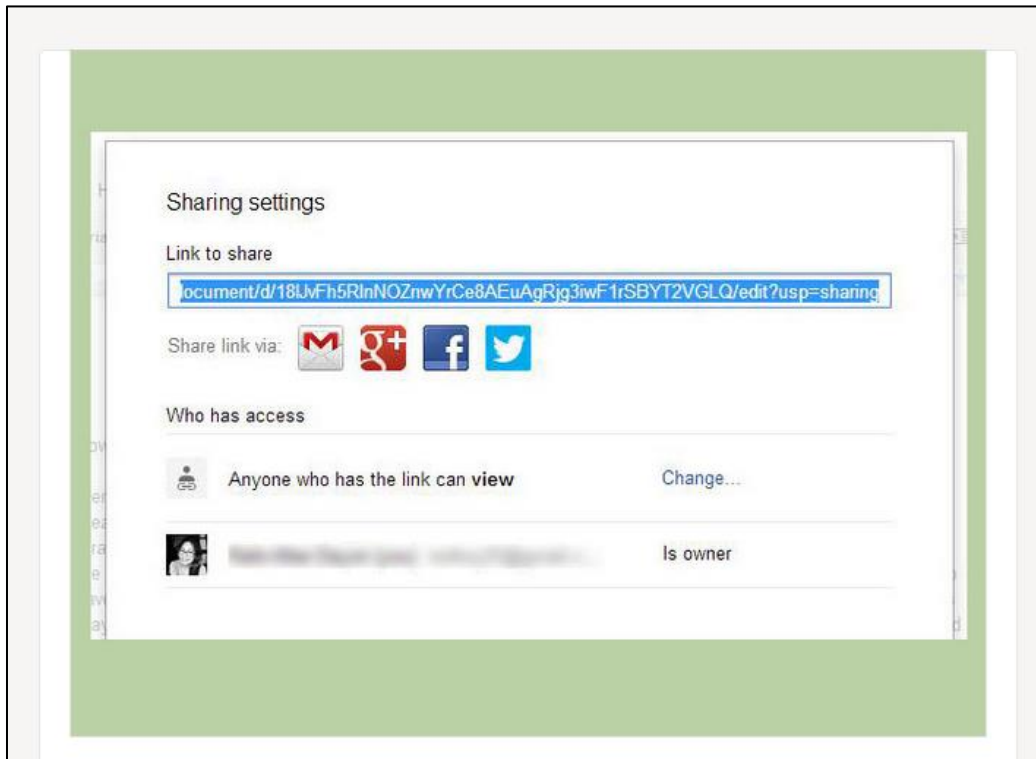 Sharing settings
Link to share
ocument/d/18lJvFh5RlnNOZnwYrCe8AEuAgRjg3iwF1rSBYT2VGLQ/edit?usp=sharing
Share link via:
Who has access
Anyone who has the link can view Change...
Is owner